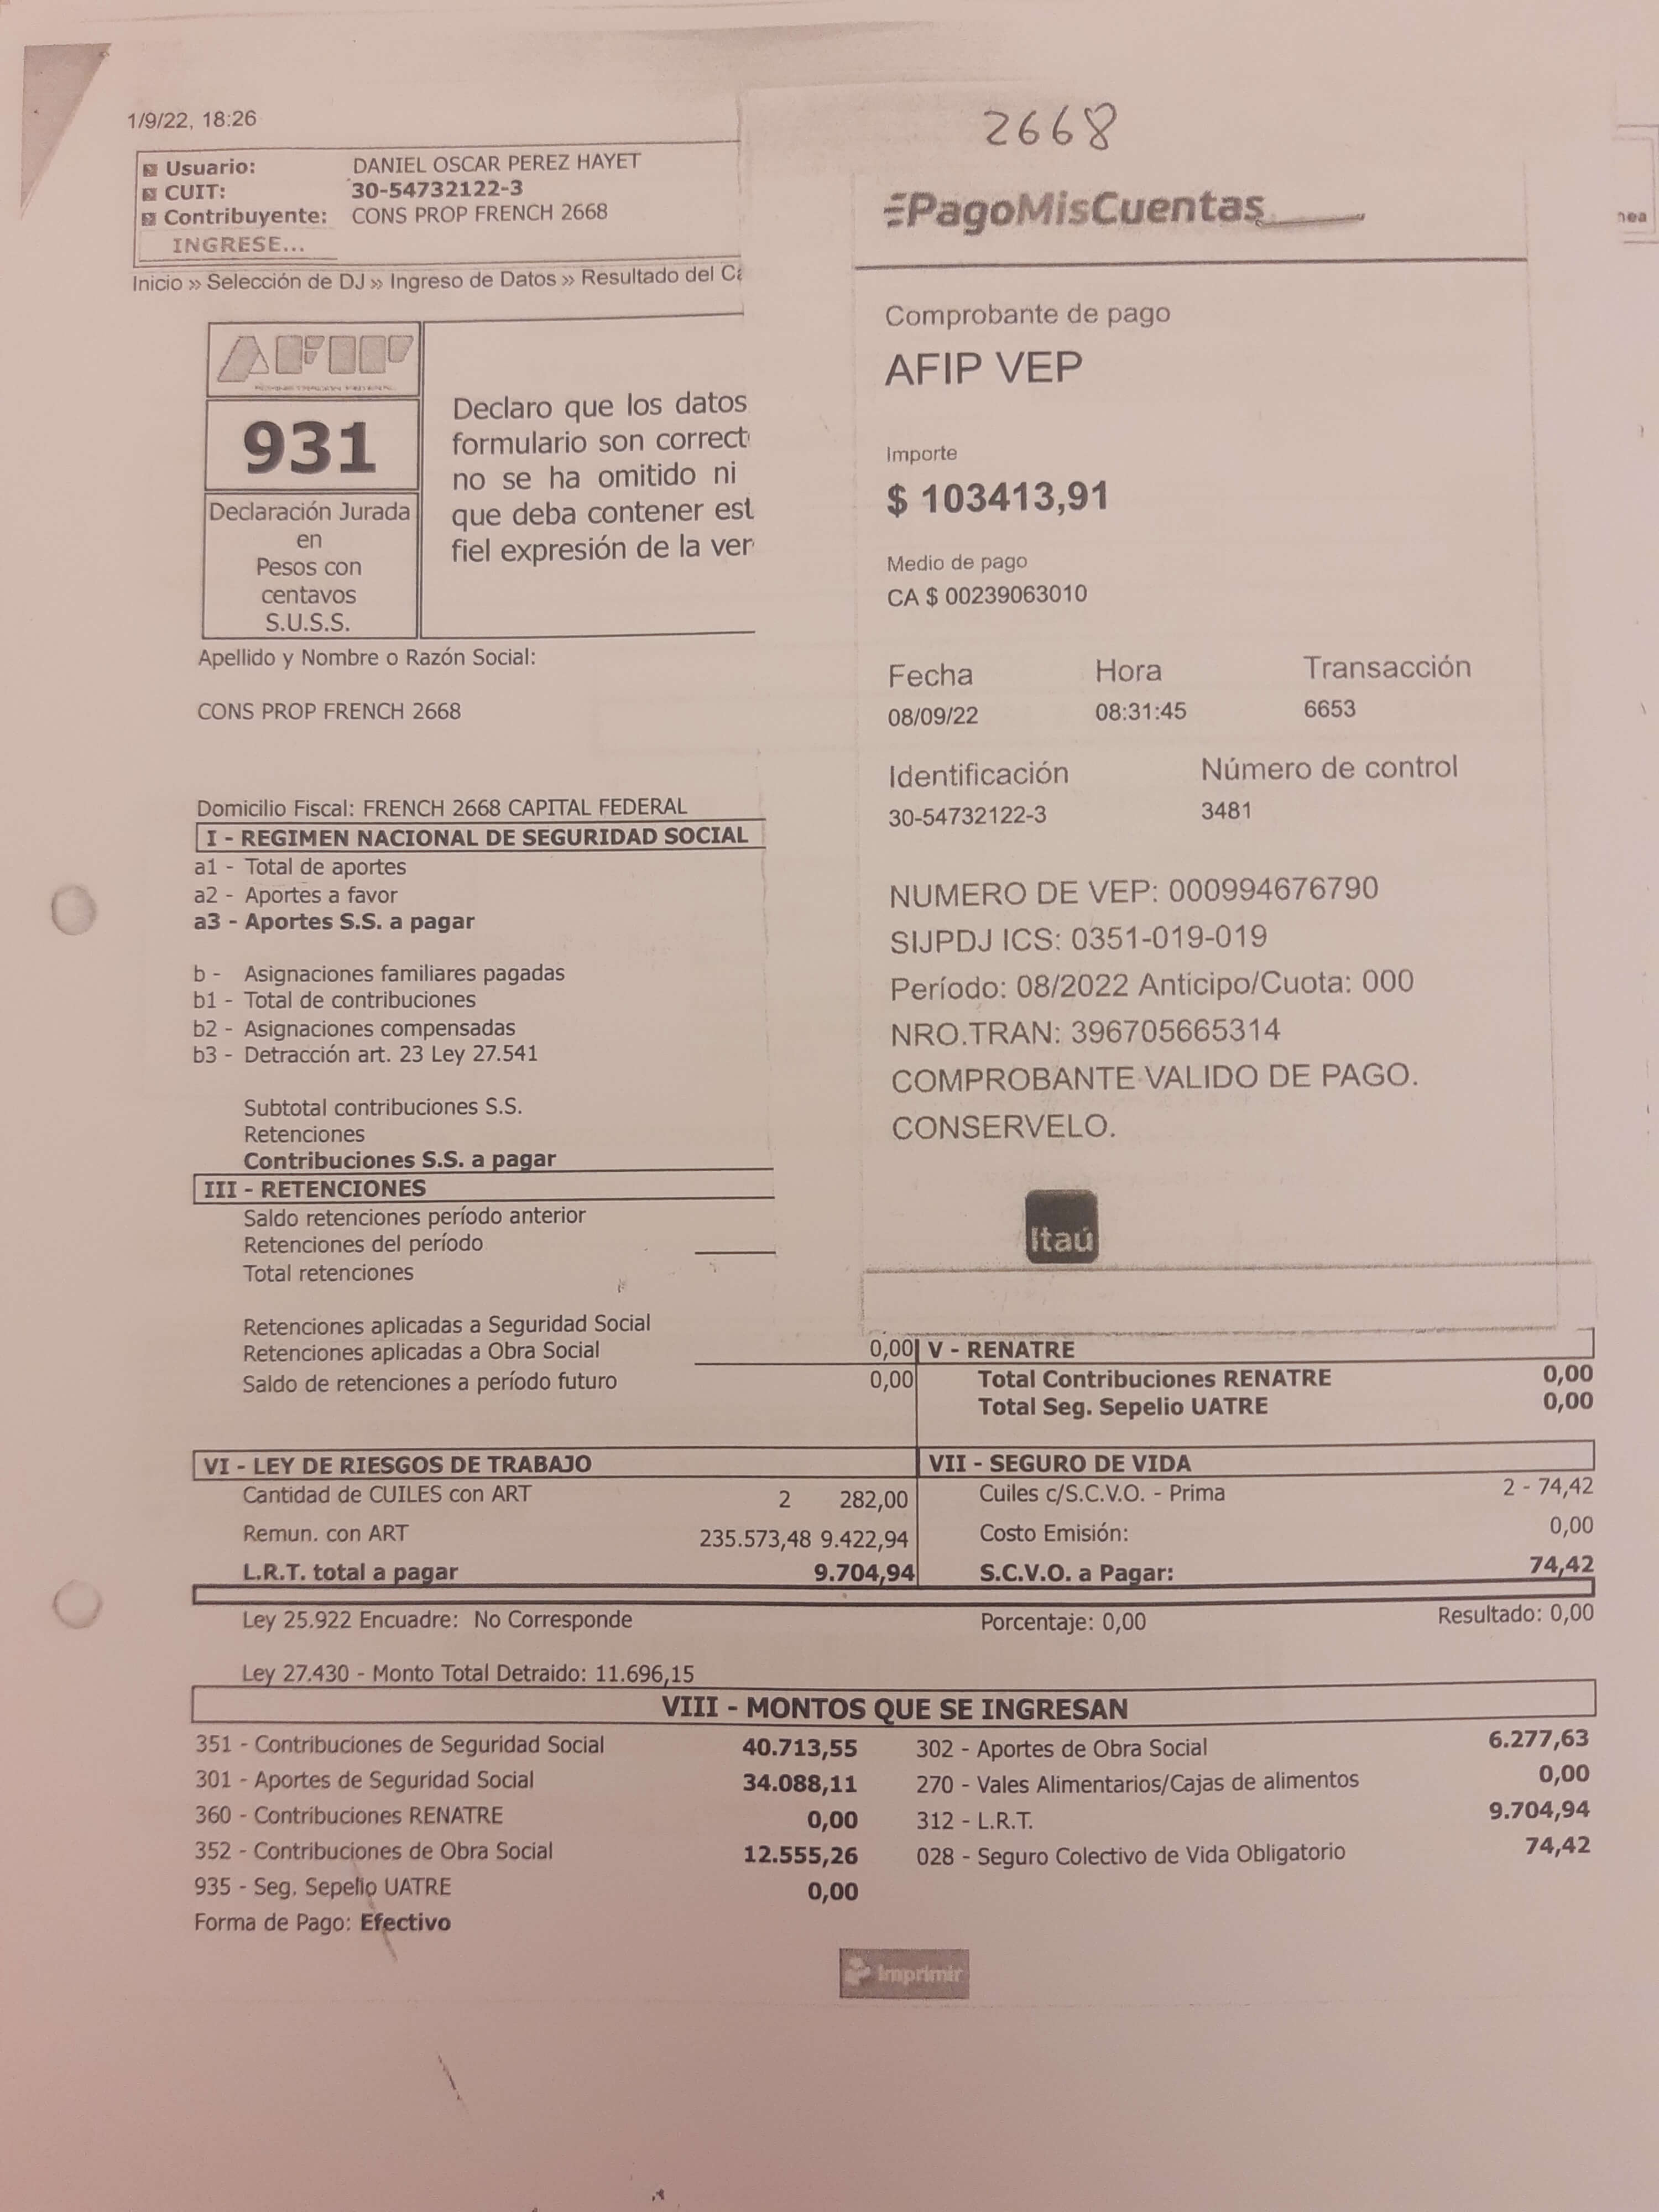 1/9/22, 18:26
2668
Usuario: DANIEL OSCAR PEREZ HAYET
CUIT: 30-54732122-3
Contribuyente: CONS PROP FRENCH 2668
INGRESE...
Inicio » Selección de DJ » Ingreso de Datos » Resultado del
AFIP
931
Declaración Jurada
en
Pesos con
centavos
S.U.S.S.
Declaro que los datos
formulario son correct
no se ha omitido ni
que deba contener est
fiel expresión de la ver
Apellido y Nombre o Razón Social:
CONS PROP FRENCH 2668
Domicilio Fiscal: FRENCH 2668 CAPITAL FEDERAL
I - REGIMEN NACIONAL DE SEGURIDAD SOCIAL
a1 - Total de aportes
a2 - Aportes a favor
a3 - Aportes S.S. a pagar
b - Asignaciones familiares pagadas
b1 - Total de contribuciones
b2 - Asignaciones compensadas
b3 - Detracción art. 23 Ley 27.541
Subtotal contribuciones S.S.
Retenciones
Contribuciones S.S. a pagar
III - RETENCIONES
Saldo retenciones período anterior
Retenciones del período
Total retenciones
Retenciones aplicadas a Seguridad Social
Retenciones aplicadas a Obra Social 0,00
Saldo de retenciones a período futuro 0,00
PagoMisCuentas
nea
Comprobante de pago
AFIP VEP
Importe
$ 103413,91
Medio de pago
CA $ 00239063010
Fecha Hora Transacción
08/09/22 08:31:45 6653
Identificación Número de control
30-54732122-3 3481
NUMERO DE VEP: 000994676790
SIJPDJ ICS: 0351-019-019
Período: 08/2022 Anticipo/Cuota: 000
NRO.TRAN: 396705665314
COMPROBANTE VALIDO DE PAGO.
CONSERVELO.
Itaú
V - RENATRE
Total Contribuciones RENATRE 0,00
Total Seg. Sepelio UATRE 0,00
VI - LEY DE RIESGOS DE TRABAJO
Cantidad de CUILES con ART 2 282,00
Remun. con ART 235.573,48 9.422,94
L.R.T. total a pagar 9.704,94
VII - SEGURO DE VIDA
Cuiles c/S.C.V.O. - Prima 2 - 74,42
Costo Emisión: 0,00
S.C.V.O. a Pagar: 74,42
Ley 25.922 Encuadre: No Corresponde Porcentaje: 0,00 Resultado: 0,00
Ley 27.430 - Monto Total Detraido: 11.696,15
VIII - MONTOS QUE SE INGRESAN
351 - Contribuciones de Seguridad Social 40.713,55 302 - Aportes de Obra Social 6.277,63
301 - Aportes de Seguridad Social 34.088,11 270 - Vales Alimentarios/Cajas de alimentos 0,00
360 - Contribuciones RENATRE 0,00 312 - L.R.T. 9.704,94
352 - Contribuciones de Obra Social 12.555,26 028 - Seguro Colectivo de Vida Obligatorio 74,42
935 - Seg. Sepelio UATRE 0,00
Forma de Pago: Efectivo
Imprimir